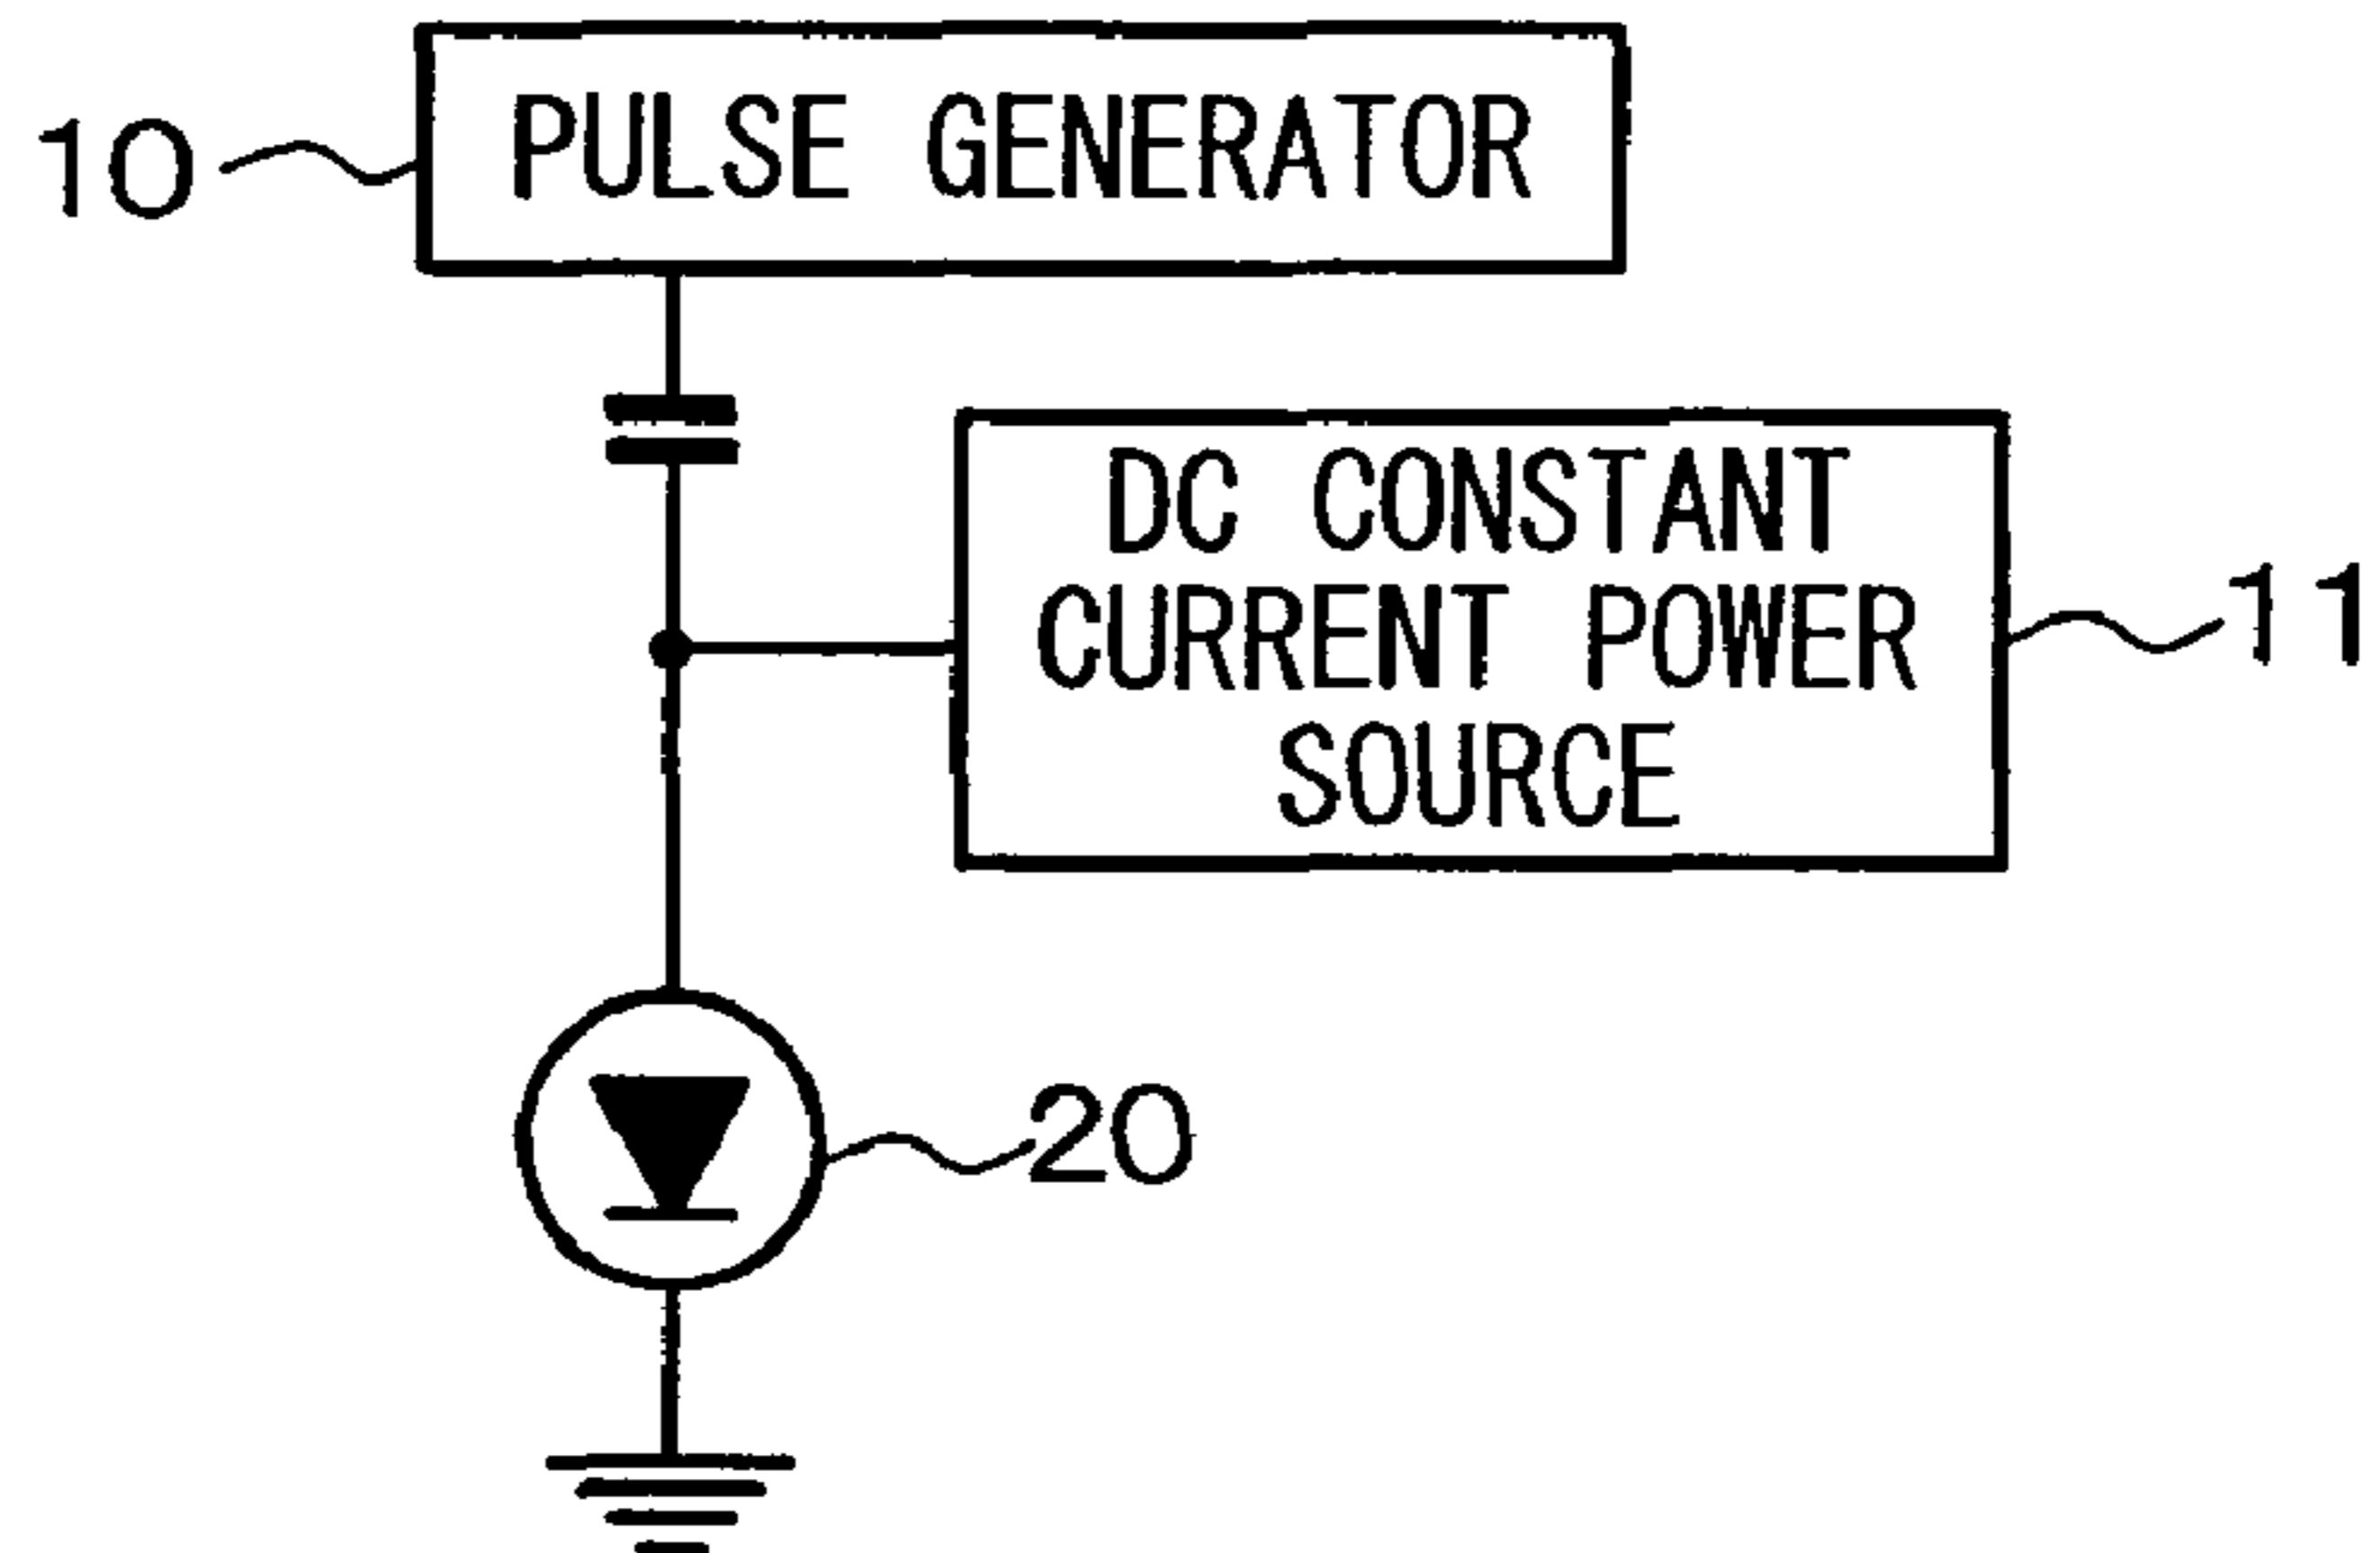 10
PULSE GENERATOR
DC CONSTANT
CURRENT POWER
SOURCE
11
20